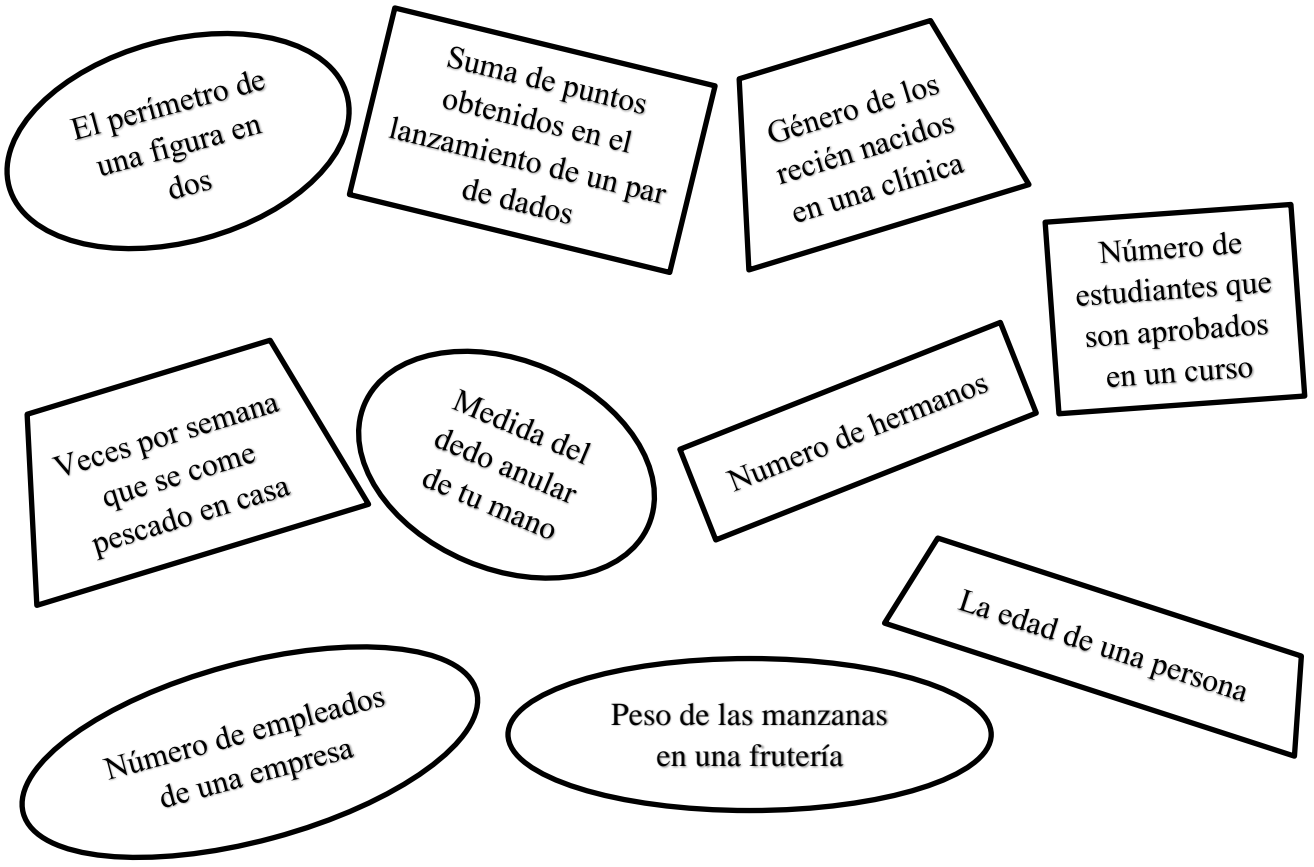 El perímetro de
una figura en
dos
Suma de puntos
obtenidos en el
lanzamiento de un par
de dados
Género de los
recién nacidos
en una clínica
Número de
estudiantes que
son aprobados
en un curso
Veces por semana
que se come
pescado en casa
Medida del
dedo anular
de tu mano
Numero de hermanos
La edad de una persona
Número de empleados
de una empresa
Peso de las manzanas
en una frutería